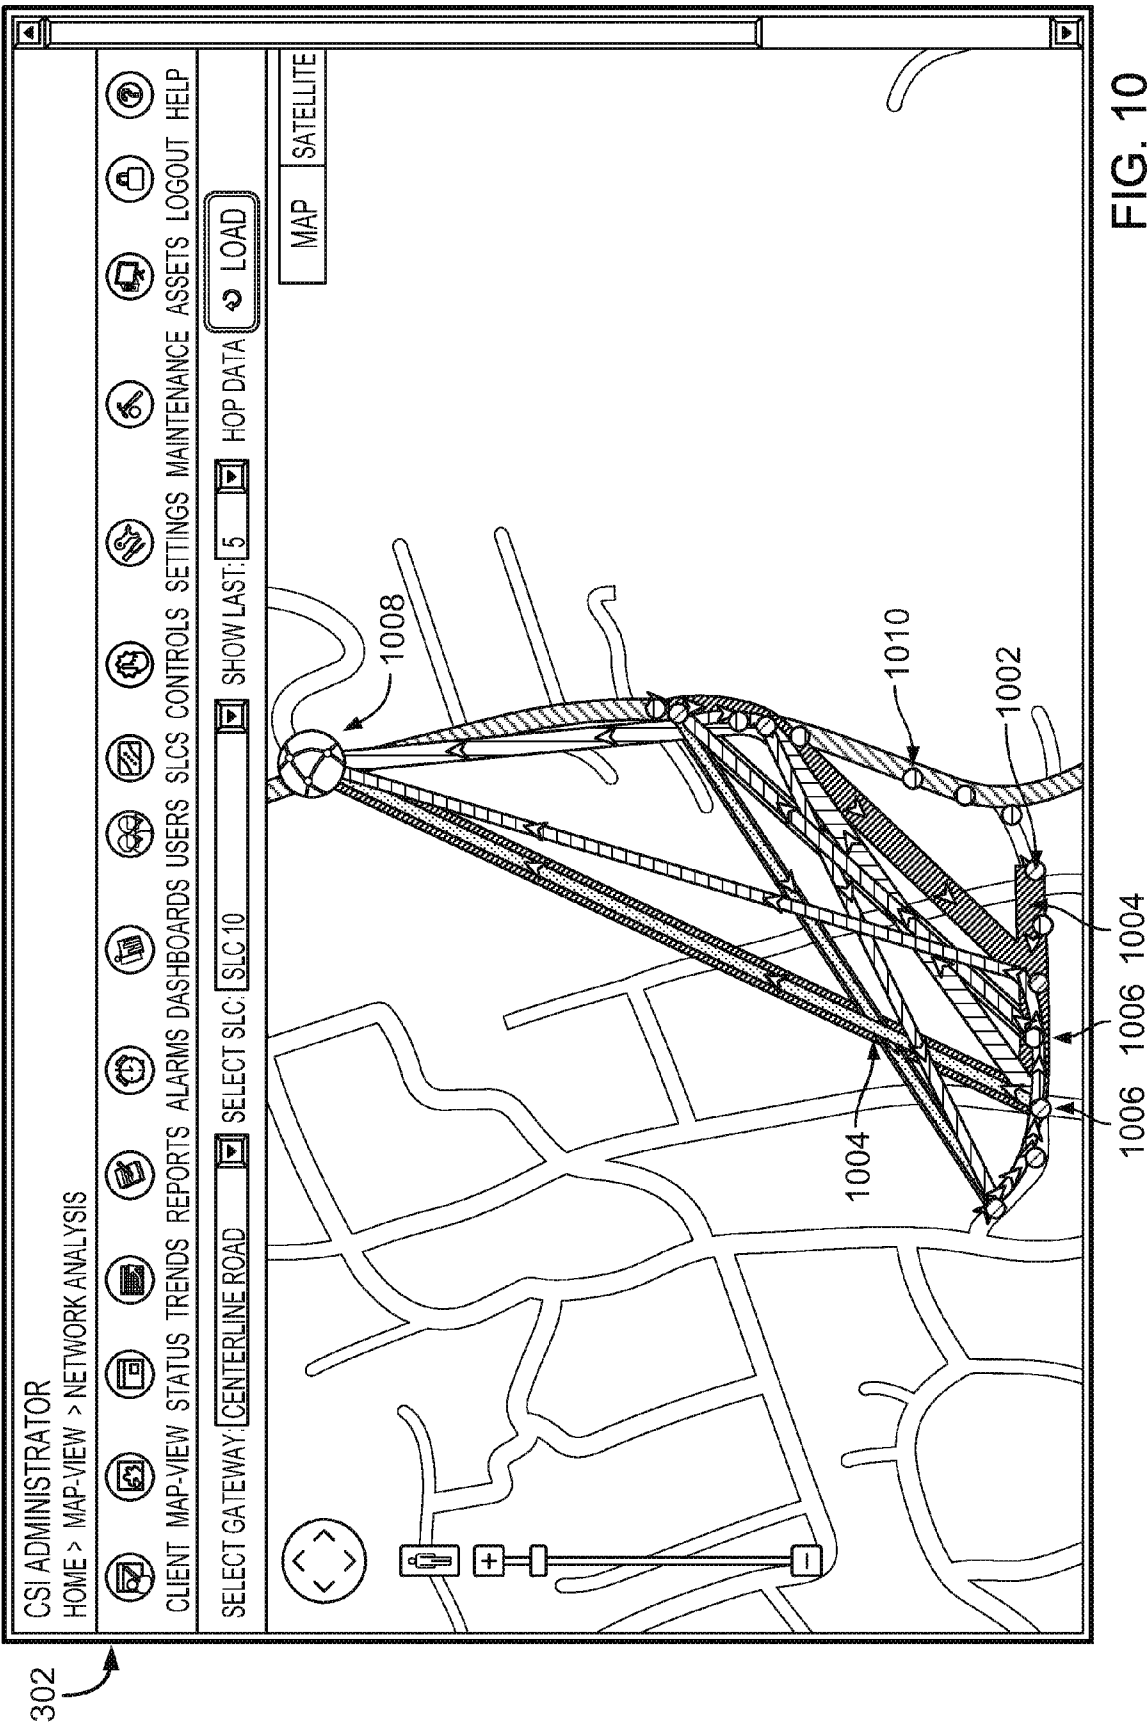 302
CSI ADMINISTRATOR
HOME > MAP-VIEW > NETWORK ANALYSIS
CLIENT MAP-VIEW STATUS TRENDS REPORTS ALARMS DASHBOARDS USERS SLCS CONTROLS SETTINGS MAINTENANCE ASSETS LOGOUT HELP
SELECT GATEWAY: CENTERLINE ROAD SELECT SLC: SLC 10 SHOW LAST: 5 HOP DATA LOAD
MAP SATELLITE
1008
1010
1002
1004
1004
1006
1006
FIG. 10